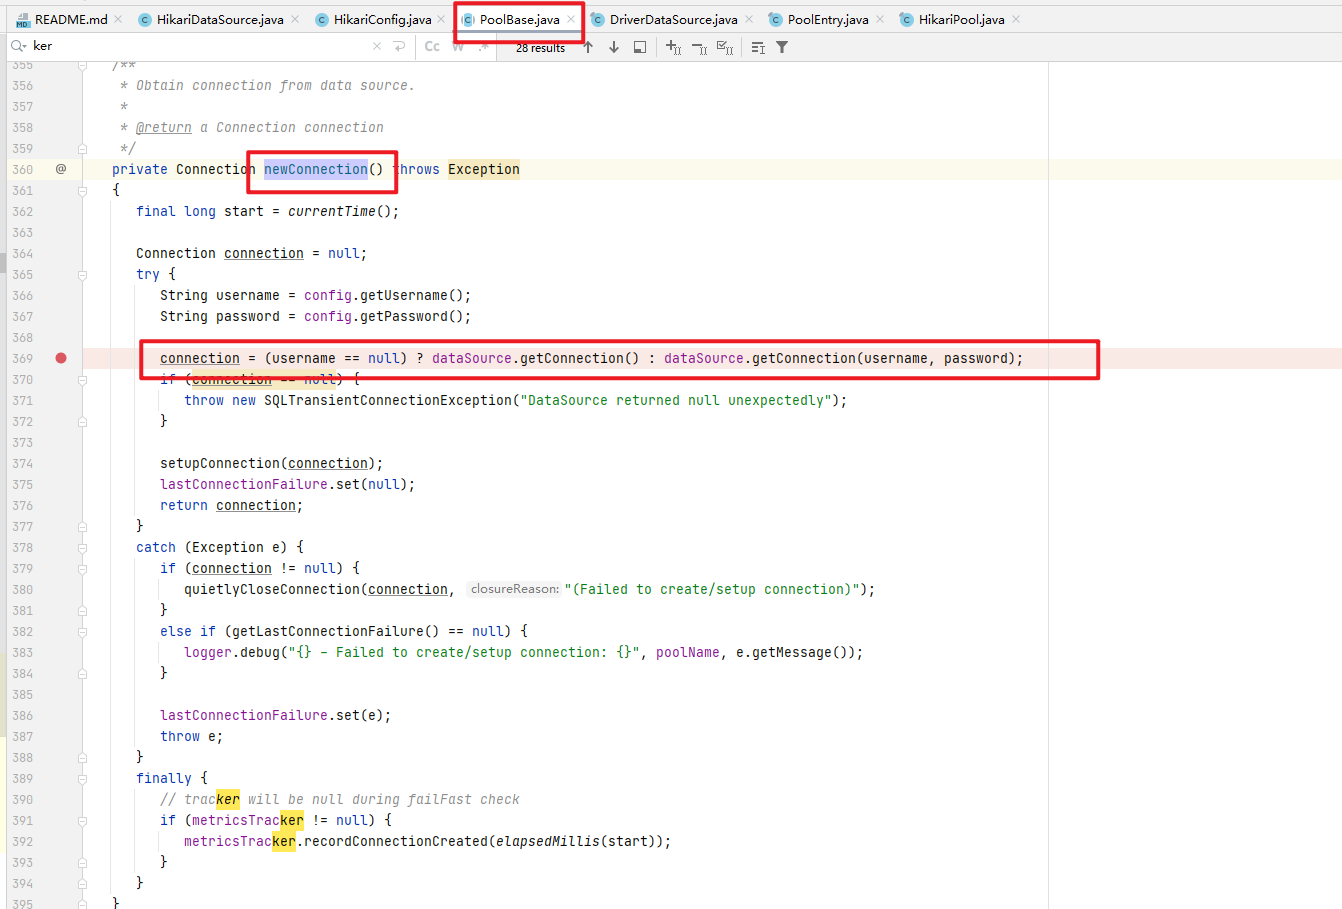 README.md HikariDataSource.java HikariConfig.java PoolBase.java DriverDataSource.java PoolEntry.java HikariPool.java
ker Cc W .* 28 results
355 /**
356 * Obtain connection from data source.
357 *
358 * @return a Connection connection
359 */
360 @ private Connection newConnection() throws Exception
361 {
362 final long start = currentTime();
363
364 Connection connection = null;
365 try {
366 String username = config.getUsername();
367 String password = config.getPassword();
368
369 connection = (username == null) ? dataSource.getConnection() : dataSource.getConnection(username, password);
370 if (connection == null) {
371 throw new SQLTransientConnectionException("DataSource returned null unexpectedly");
372 }
373
374 setupConnection(connection);
375 lastConnectionFailure.set(null);
376 return connection;
377 }
378 catch (Exception e) {
379 if (connection != null) {
380 quietlyCloseConnection(connection, closureReason: "(Failed to create/setup connection)");
381 }
382 else if (getLastConnectionFailure() == null) {
383 logger.debug("{} - Failed to create/setup connection: {}", poolName, e.getMessage());
384 }
385
386 lastConnectionFailure.set(e);
387 throw e;
388 }
389 finally {
390 // tracker will be null during failFast check
391 if (metricsTracker != null) {
392 metricsTracker.recordConnectionCreated(elapsedMillis(start));
393 }
394 }
395 }